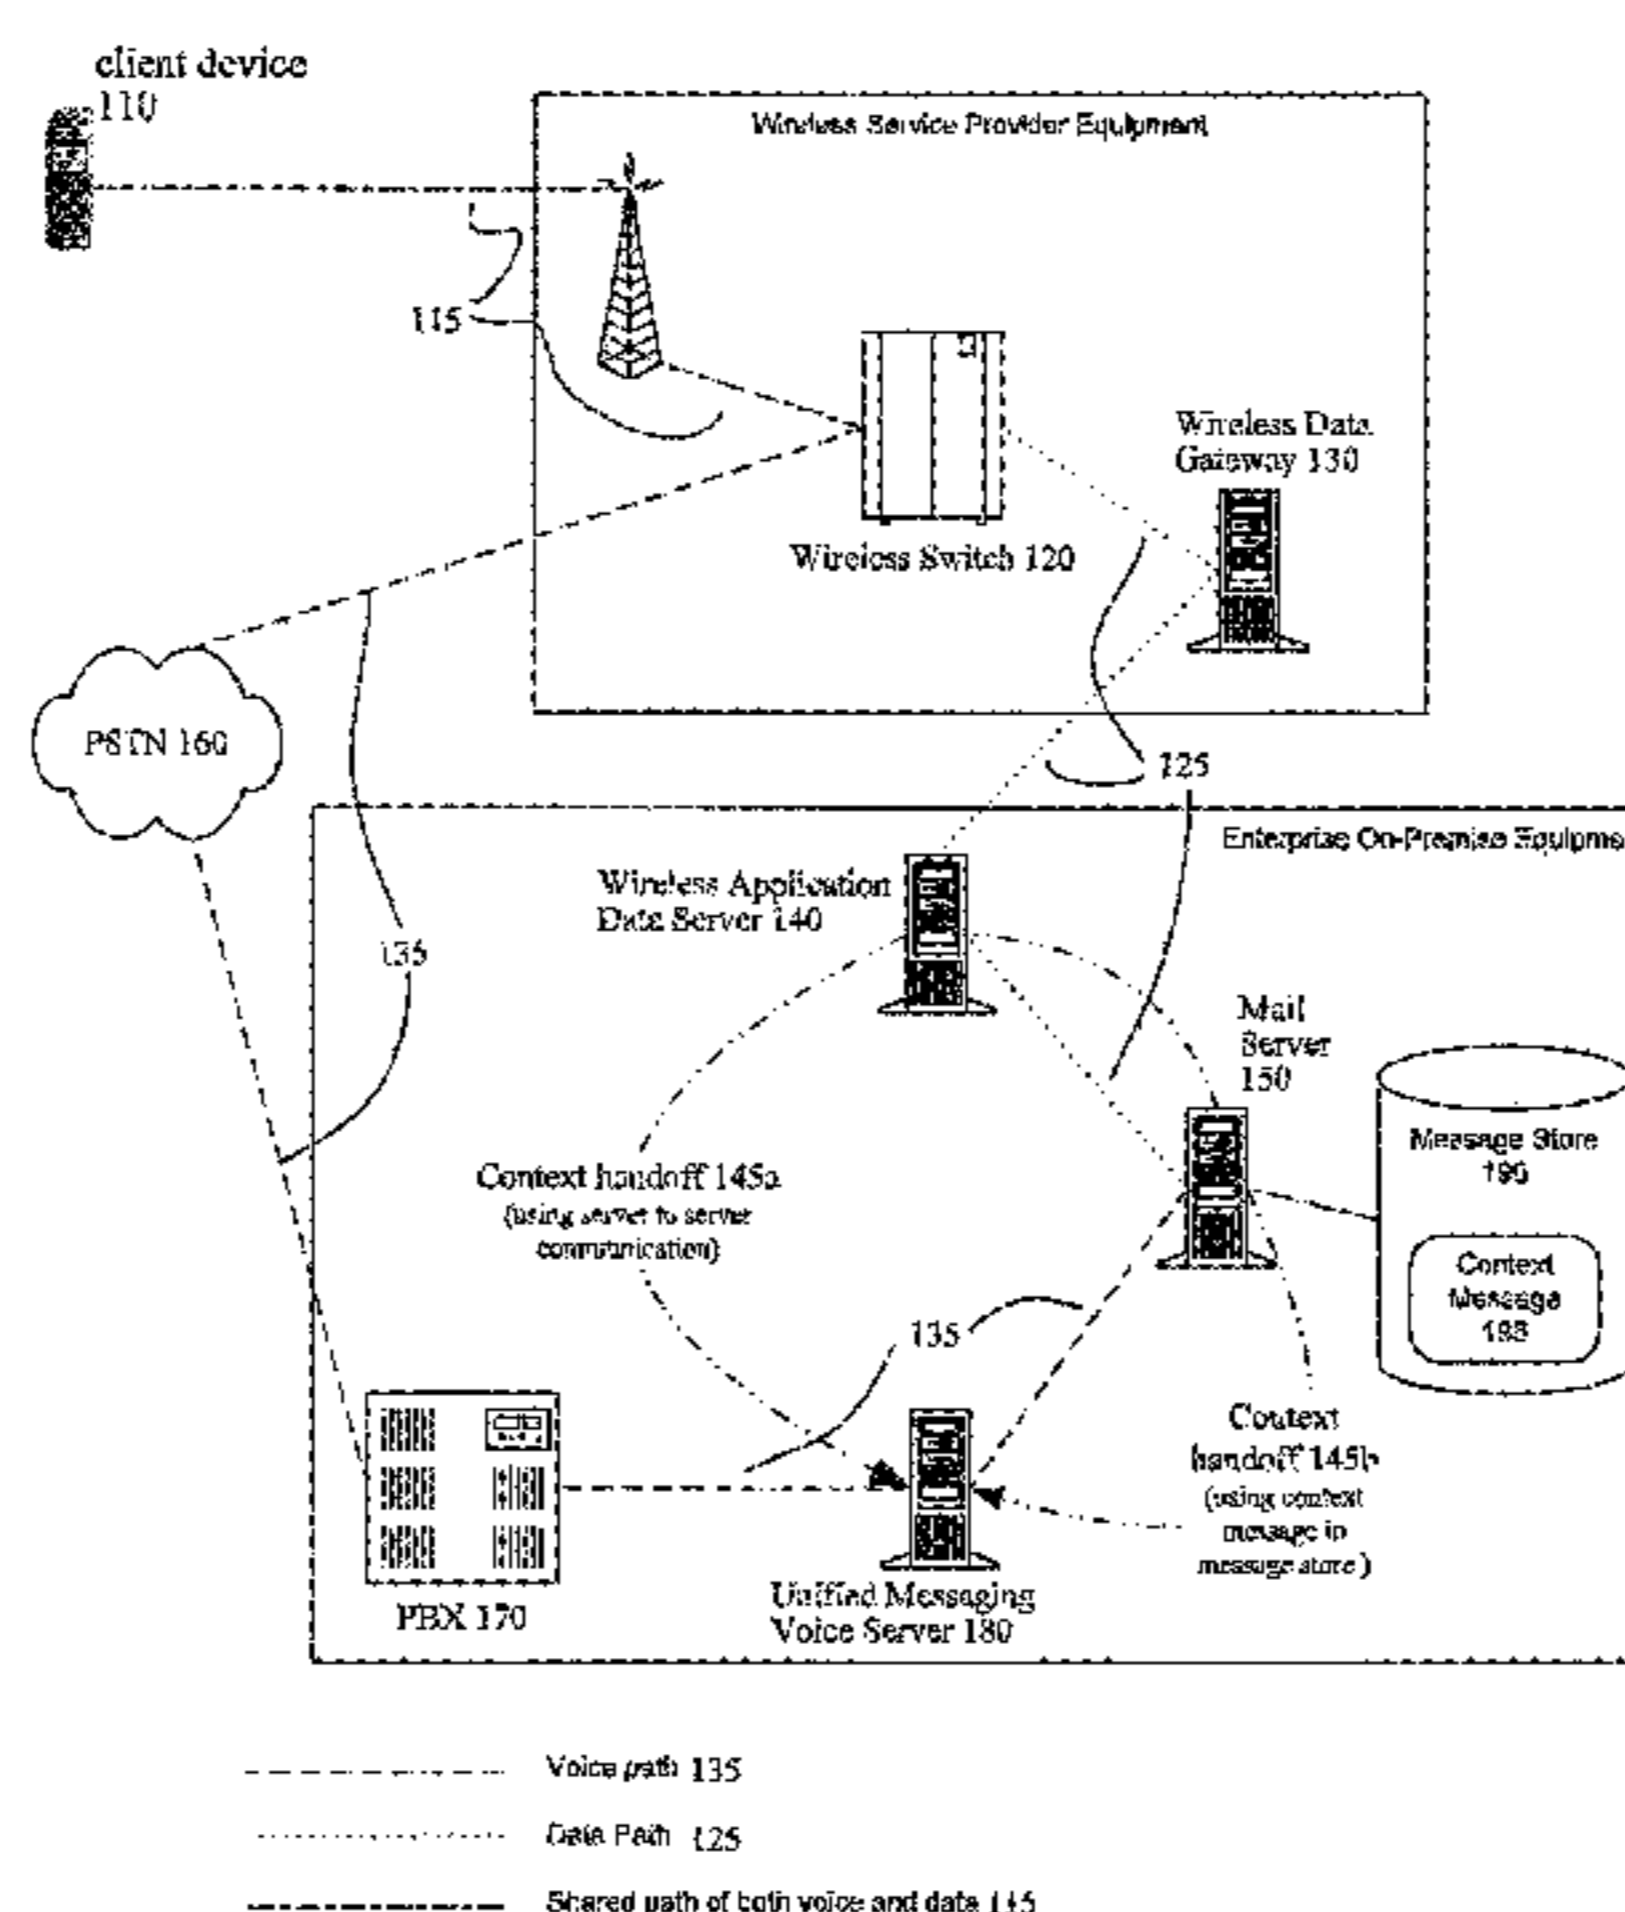 client device
110
Wireless Service Provider Equipment
115
Wireless Data
Gateway 130
Wireless Switch 120
PSTN 160
125
Enterprise On-Premise Equipme
Wireless Application
Data Server 140
135
Mail
Server
150
Message Store
190
Context handoff 145a
(using server to server
communication)
Context
Message
193
135
Context
handoff 145b
(using context
message in
message store)
PBX 170
Unified Messaging
Voice Server 180
Voice path 135
Data Path 125
Shared path of both voice and data 115